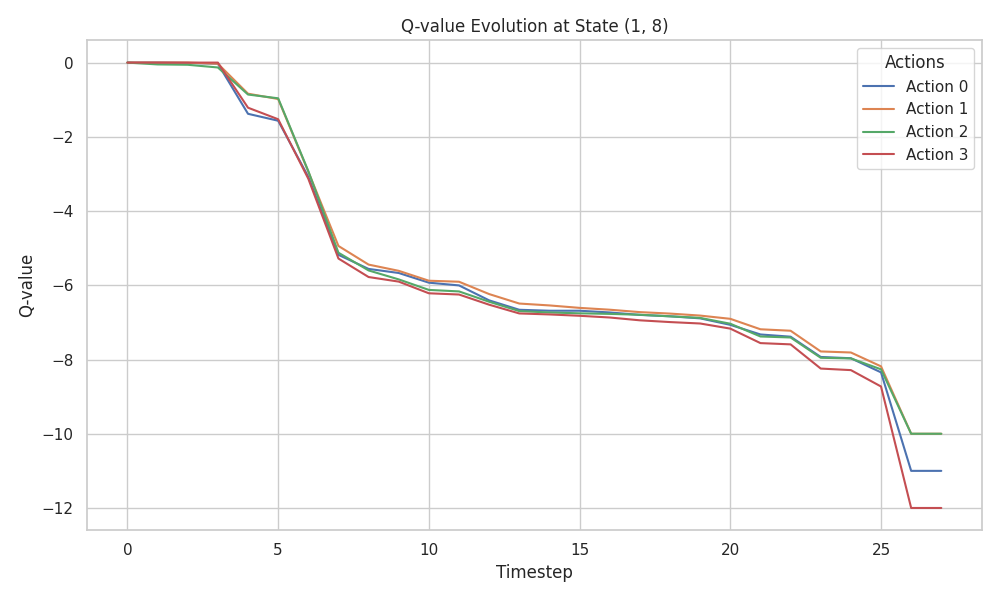 Q-value Evolution at State (1, 8)
Actions
Action 0
Action 1
Action 2
Action 3
Q-value
0
−2
−4
−6
−8
−10
−12
0 5 10 15 20 25
Timestep